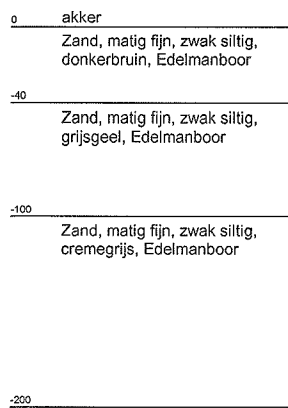 0 akker
Zand, matig fijn, zwak siltig,
donkerbruin, Edelmanboor
-40
Zand, matig fijn, zwak siltig,
grijsgeel, Edelmanboor
-100
Zand, matig fijn, zwak siltig,
cremegrijs, Edelmanboor
-200